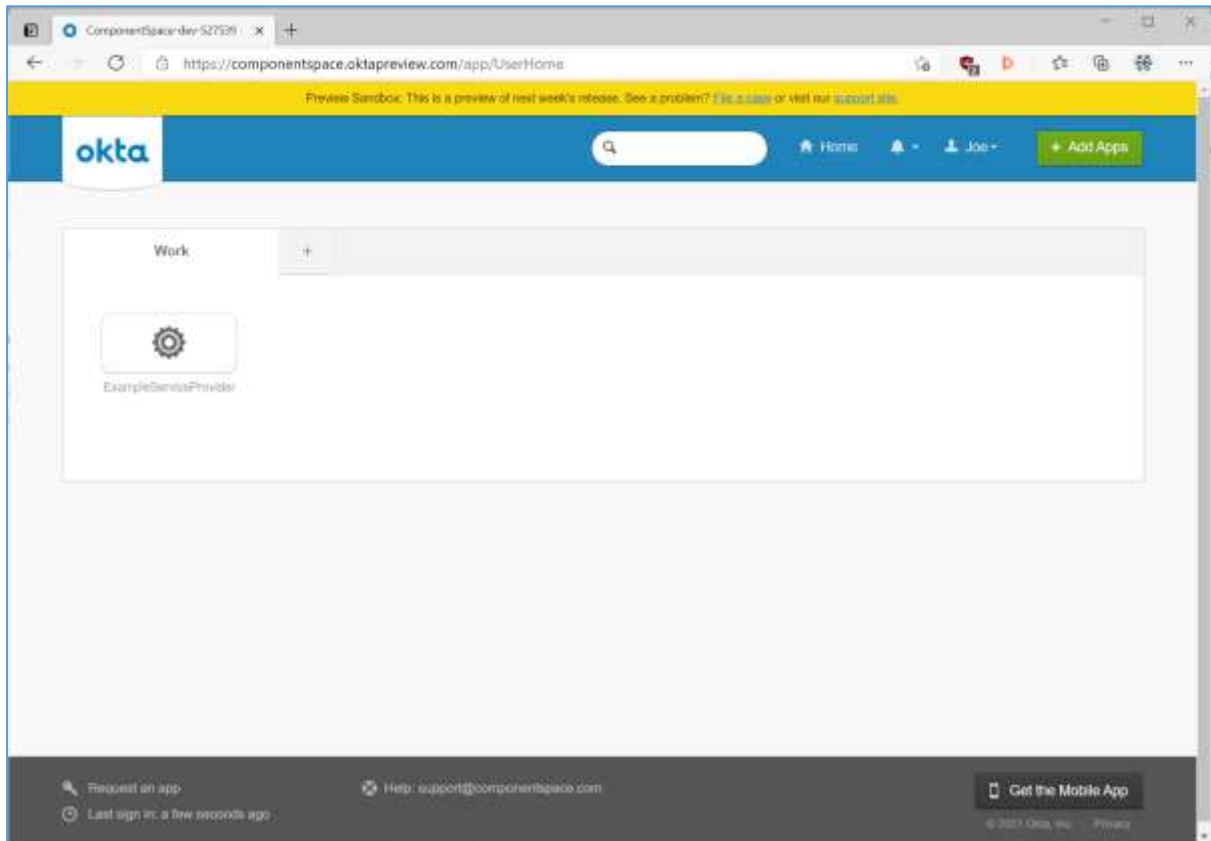 ComponentSpace-dev-527539
https://componentspace.oktapreview.com/app/UserHome
Preview Sandbox: This is a preview of next week's release. See a problem? File a case or visit our support site.
okta
Home
Joe
+ Add Apps
Work
+
ExampleServiceProvider
Request an app
Help: support@componentspace.com
Get the Mobile App
Last sign in: a few seconds ago
© 2021 Okta, Inc. Privacy